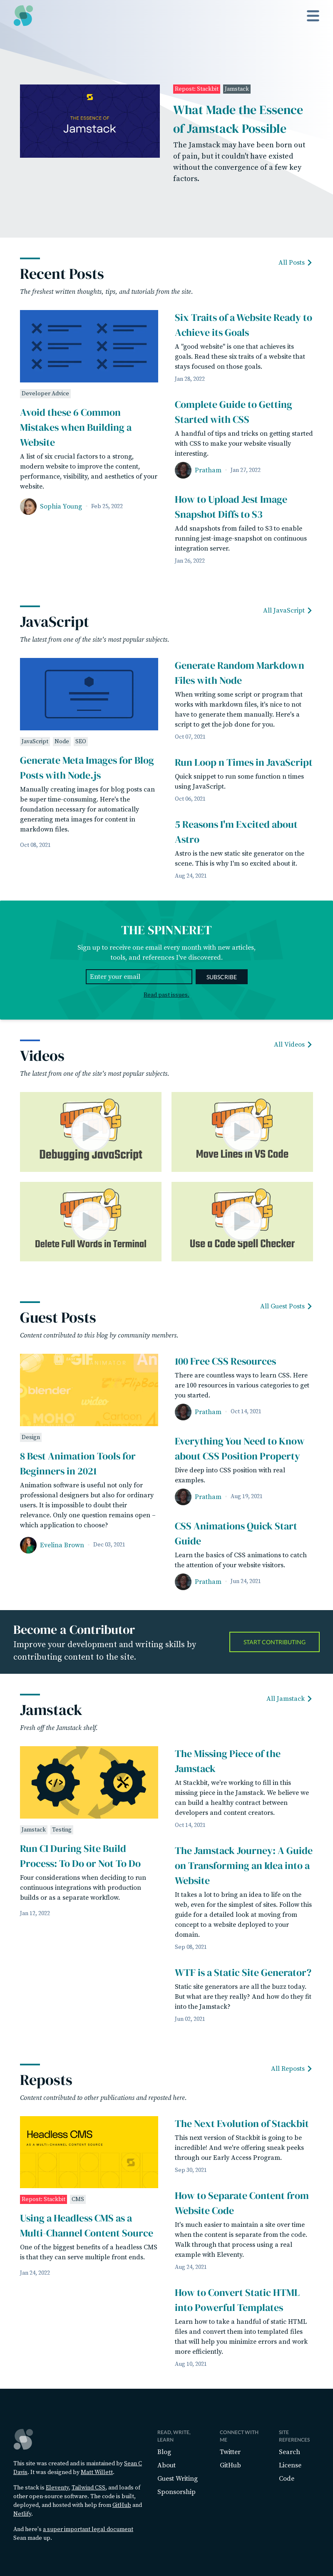 Repost: Stackbit
Jamstack
THE ESSENCE OF
Jamstack
What Made the Essence
of Jamstack Possible
The Jamstack may have been born out
of pain, but it couldn't have existed
without the convergence of a few key
factors.
Recent Posts
All Posts
The freshest written thoughts, tips, and tutorials from the site.
Developer Advice
Avoid these 6 Common
Mistakes when Building a
Website
A list of six crucial factors to a strong,
modern website to improve the content,
performance, visibility, and aesthetics of your
website.
Sophia Young · Feb 25, 2022
Six Traits of a Website Ready to
Achieve its Goals
A "good website" is one that achieves its
goals. Read these six traits of a website that
stays focused on those goals.
Jan 28, 2022
Complete Guide to Getting
Started with CSS
A handful of tips and tricks on getting started
with CSS to make your website visually
interesting.
Pratham · Jan 27, 2022
How to Upload Jest Image
Snapshot Diffs to S3
Add snapshots from failed to S3 to enable
running jest-image-snapshot on continuous
integration server.
Jan 26, 2022
JavaScript
All JavaScript
The latest from one of the site's most popular subjects.
JavaScript
Node
SEO
Generate Meta Images for Blog
Posts with Node.js
Manually creating images for blog posts can
be super time-consuming. Here's the
foundation necessary for automatically
generating meta images for content in
markdown files.
Oct 08, 2021
Generate Random Markdown
Files with Node
When writing some script or program that
works with markdown files, it's nice to not
have to generate them manually. Here's a
script to get the job done for you.
Oct 07, 2021
Run Loop n Times in JavaScript
Quick snippet to run some function n times
using JavaScript.
Oct 06, 2021
5 Reasons I'm Excited about
Astro
Astro is the new static site generator on the
scene. This is why I'm so excited about it.
Aug 24, 2021
THE SPINNERET
Sign up to receive one email every month with new articles,
tools, and references I've discovered.
Enter your email
SUBSCRIBE
Read past issues.
Videos
All Videos
The latest from one of the site's most popular subjects.
Debugging JavaScript
Move Lines in VS Code
Delete Full Words in Terminal
Use a Code Spell Checker
Guest Posts
All Guest Posts
Content contributed to this blog by community members.
Design
8 Best Animation Tools for
Beginners in 2021
Animation software is useful not only for
professional designers but also for ordinary
users. It is impossible to doubt their
relevance. Only one question remains open –
which application to choose?
Evelina Brown · Dec 03, 2021
100 Free CSS Resources
There are countless ways to learn CSS. Here
are 100 resources in various categories to get
you started.
Pratham · Oct 14, 2021
Everything You Need to Know
about CSS Position Property
Dive deep into CSS position with real
examples.
Pratham · Aug 19, 2021
CSS Animations Quick Start
Guide
Learn the basics of CSS animations to catch
the attention of your website visitors.
Pratham · Jun 24, 2021
Become a Contributor
Improve your development and writing skills by
contributing content to the site.
START CONTRIBUTING
Jamstack
All Jamstack
Fresh off the Jamstack shelf.
Jamstack
Testing
Run CI During Site Build
Process: To Do or Not To Do
Four considerations when deciding to run
continuous integrations with production
builds or as a separate workflow.
Jan 12, 2022
The Missing Piece of the
Jamstack
At Stackbit, we're working to fill in this
missing piece in the Jamstack. We believe we
can build a healthy contract between
developers and content creators.
Oct 14, 2021
The Jamstack Journey: A Guide
on Transforming an Idea into a
Website
It takes a lot to bring an idea to life on the
web, even for the simplest of sites. Follow this
guide for a detailed look at moving from
concept to a website deployed to your
domain.
Sep 08, 2021
WTF is a Static Site Generator?
Static site generators are all the buzz today.
But what are they really? And how do they fit
into the Jamstack?
Jun 02, 2021
Reposts
All Reposts
Content contributed to other publications and reposted here.
Headless CMS
AS A MULTI-CHANNEL CONTENT SOURCE
Repost: Stackbit
CMS
Using a Headless CMS as a
Multi-Channel Content Source
One of the biggest benefits of a headless CMS
is that they can serve multiple front ends.
Jan 24, 2022
The Next Evolution of Stackbit
This next version of Stackbit is going to be
incredible! And we're offering sneak peeks
through our Early Access Program.
Sep 30, 2021
How to Separate Content from
Website Code
It's much easier to maintain a site over time
when the content is separate from the code.
Walk through that process using a real
example with Eleventy.
Aug 24, 2021
How to Convert Static HTML
into Powerful Templates
Learn how to take a handful of static HTML
files and convert them into templated files
that will help you minimize errors and work
more efficiently.
Aug 10, 2021
This site was created and is maintained by Sean C
Davis. It was designed by Matt Willett.
The stack is Eleventy, Tailwind CSS, and loads of
other open-source software. The code is built,
deployed, and hosted with help from GitHub and
Netlify.
And here's a super important legal document
Sean made up.
READ, WRITE,
LEARN
Blog
About
Guest Writing
Sponsorship
CONNECT WITH
ME
Twitter
GitHub
SITE
REFERENCES
Search
License
Code